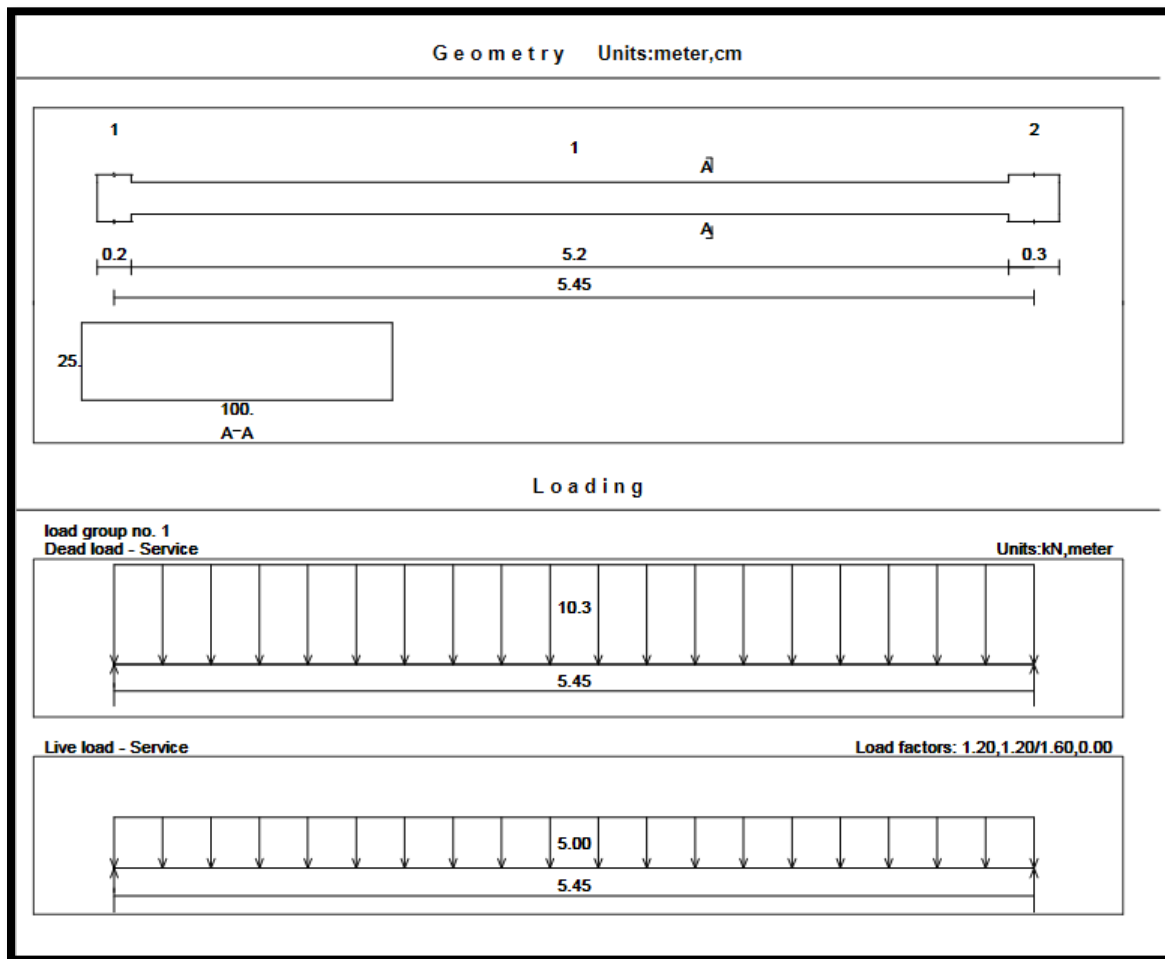 Geometry Units:meter,cm
1 2
1
A
A
0.2 5.2 0.3
5.45
25.
100.
A-A
Loading
load group no. 1
Dead load - Service Units:kN,meter
10.3
5.45
Live load - Service Load factors: 1.20,1.20/1.60,0.00
5.00
5.45